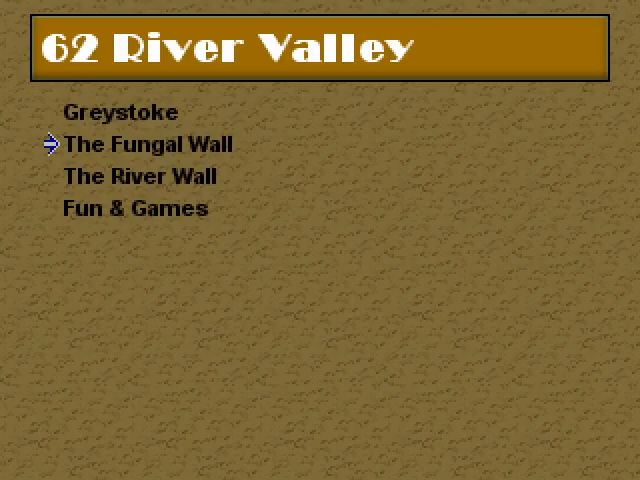 62 River Valley
Greystoke
The Fungal Wall
The River Wall
Fun & Games